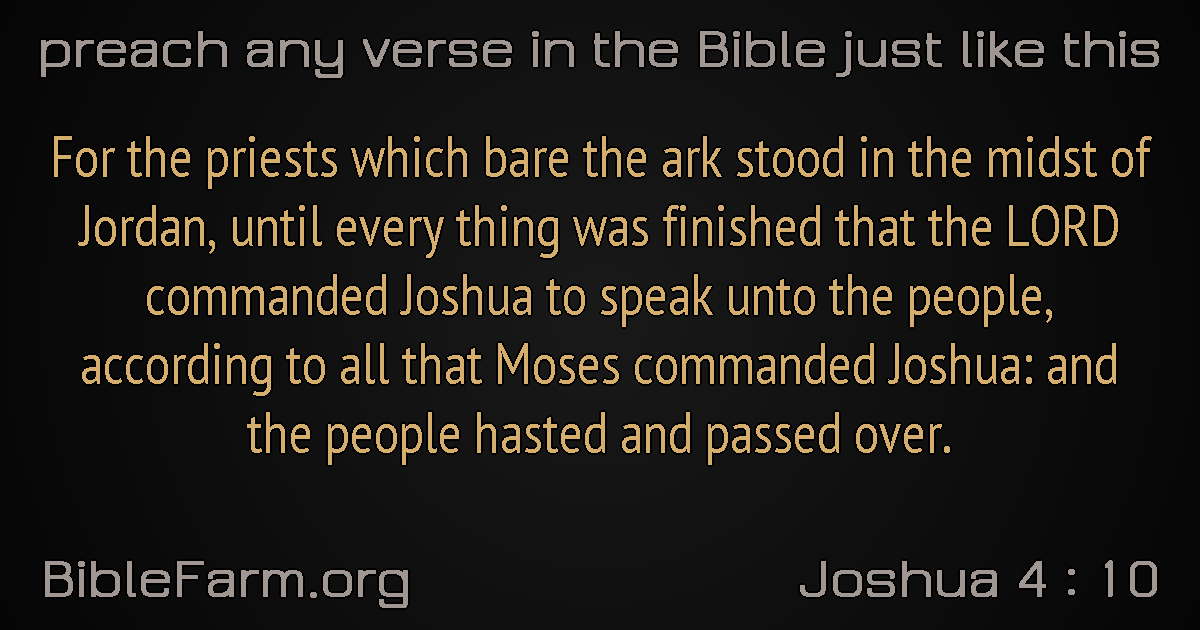 preach any verse in the Bible just like this
For the priests which bare the ark stood in the midst of
Jordan, until every thing was finished that the LORD
commanded Joshua to speak unto the people,
according to all that Moses commanded Joshua: and
the people hasted and passed over.
BibleFarm.org
Joshua 4 : 10